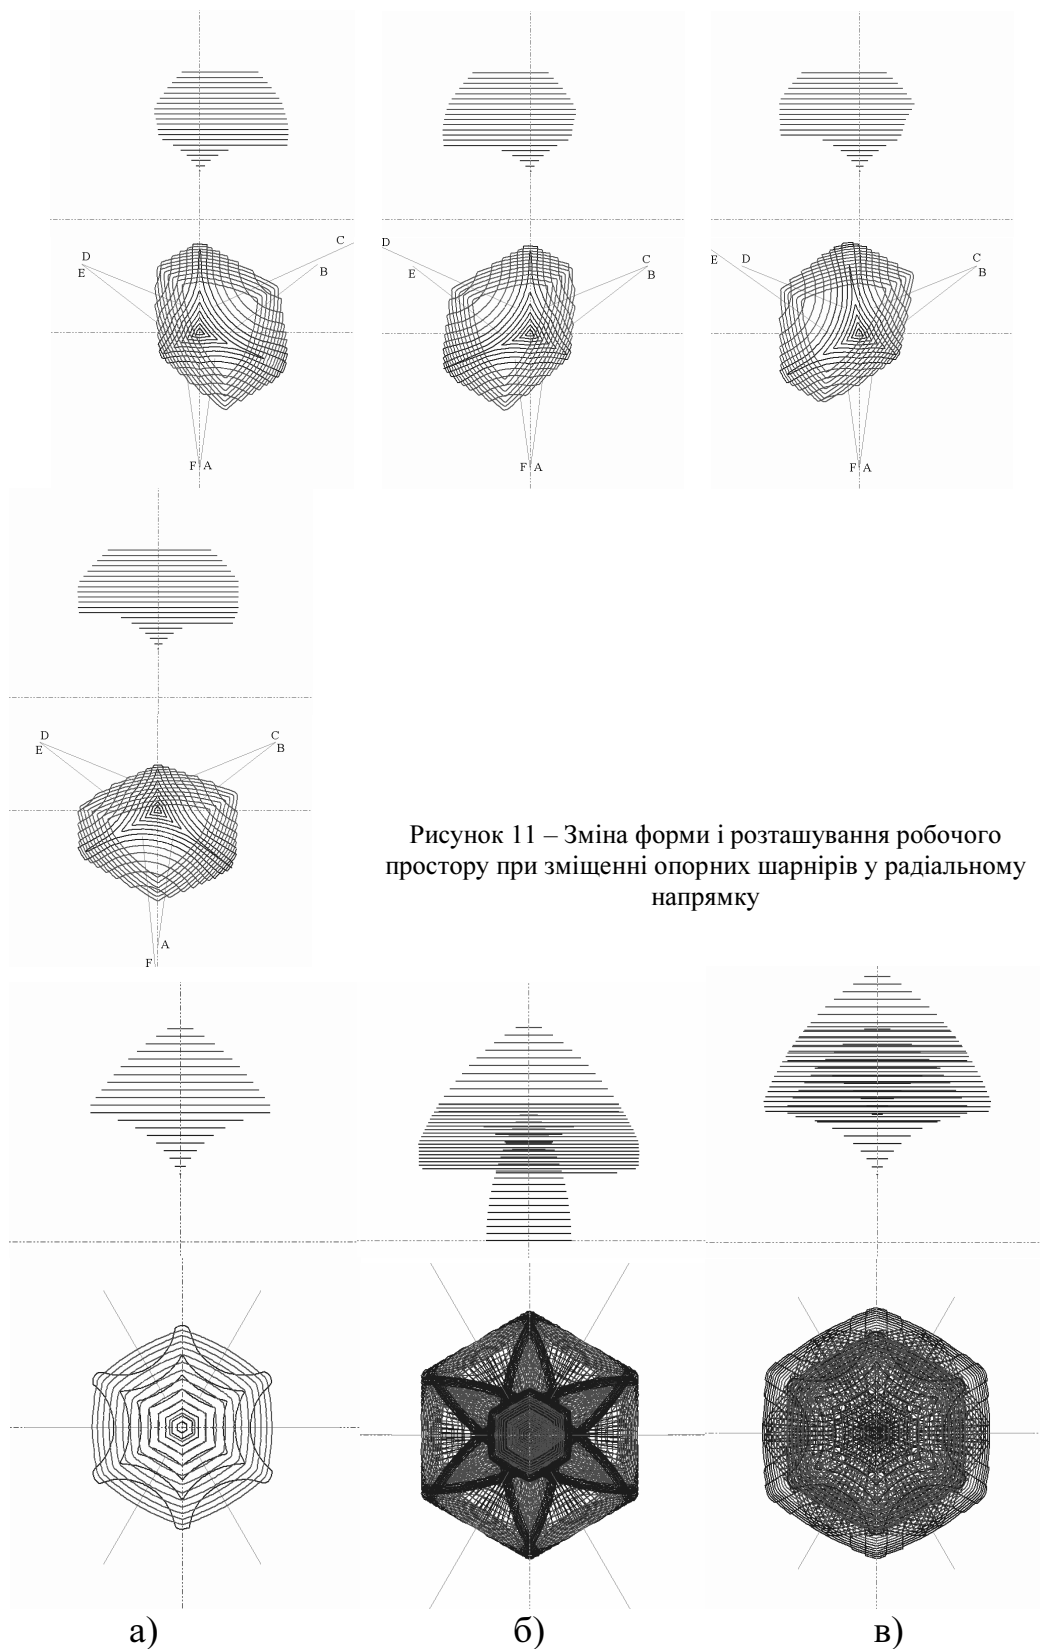 C
D
B
E
F A
D
C
E
B
F A
E D
C
B
F A
D
C
E
B
A
F
Рисунок 11 – Зміна форми і розташування робочого
простору при зміщенні опорних шарнірів у радіальному
напрямку
а) б) в)